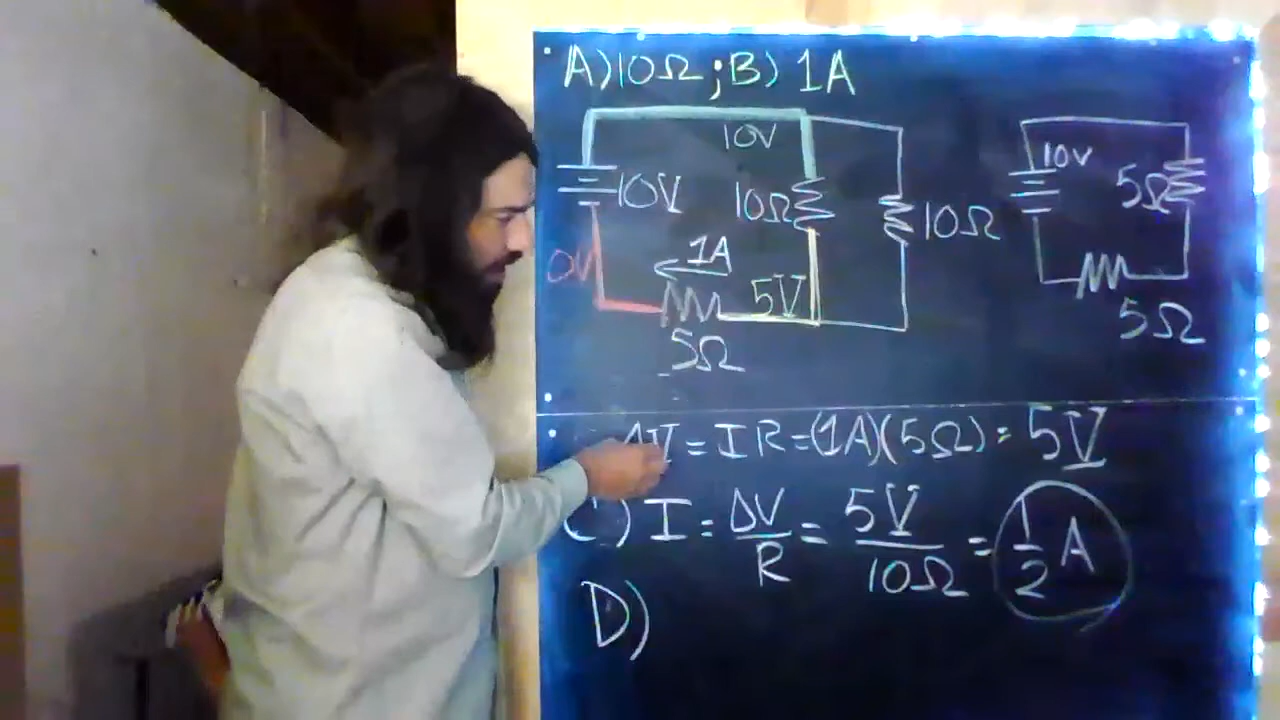 A) 10Ω ; B) 1A
10V
10V
10Ω
10Ω
0V
1A
5V
5Ω
10V
5Ω
5Ω
ΔV = IR = (1A)(5Ω) = 5V
C) I = ΔV/R = 5V/10Ω = 1/2 A
D)